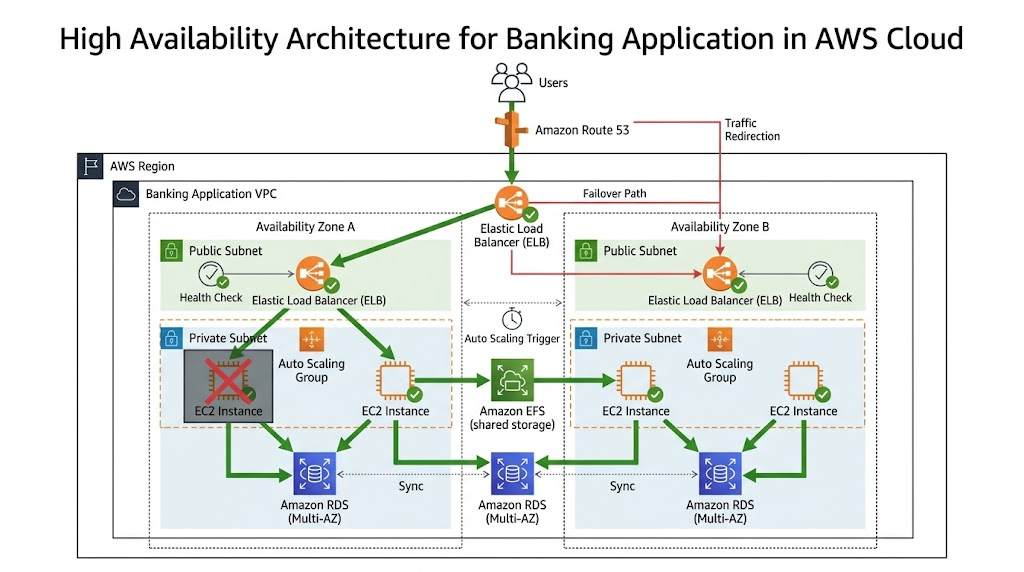 High Availability Architecture for Banking Application in AWS Cloud
Users
Amazon Route 53
Traffic
Redirection
AWS Region
Banking Application VPC
Failover Path
Elastic Load
Balancer (ELB)
Availability Zone A
Public Subnet
Health Check
Elastic Load Balancer (ELB)
Private Subnet
Auto Scaling
Group
EC2 Instance
EC2 Instance
Amazon RDS
(Multi-AZ)
Auto Scaling Trigger
Amazon EFS
(shared storage)
Sync
Amazon RDS
(Multi-AZ)
Sync
Availability Zone B
Public Subnet
Elastic Load Balancer (ELB)
Health Check
Private Subnet
Auto Scaling
Group
EC2 Instance
EC2 Instance
Amazon RDS
(Multi-AZ)